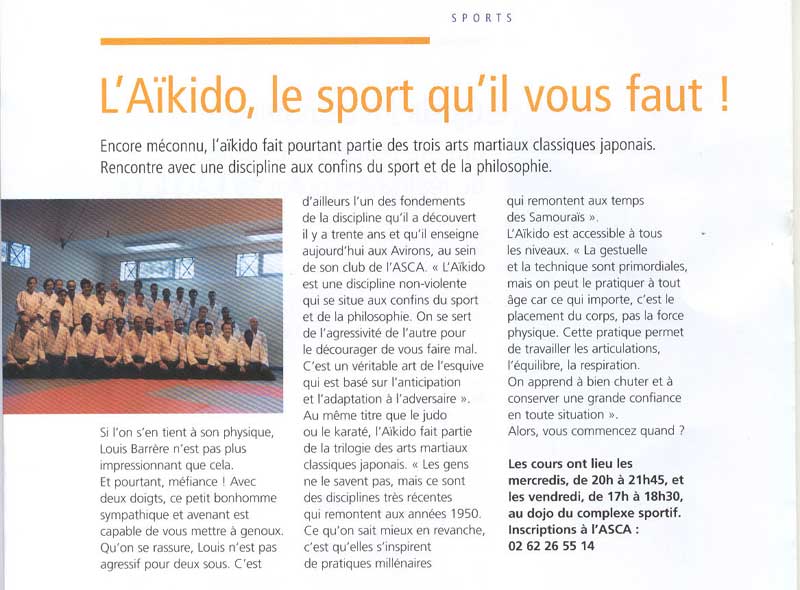 SPORTS
L'Aïkido, le sport qu'il vous faut !
Encore méconnu, l'aïkido fait pourtant partie des trois arts martiaux classiques japonais.
Rencontre avec une discipline aux confins du sport et de la philosophie.
Si l'on s'en tient à son physique,
Louis Barrère n'est pas plus
impressionnant que cela.
Et pourtant, méfiance ! Avec
deux doigts, ce petit bonhomme
sympathique et avenant est
capable de vous mettre à genoux.
Qu'on se rassure, Louis n'est pas
agressif pour deux sous. C'est
d'ailleurs l'un des fondements
de la discipline qu'il a découvert
il y a trente ans et qu'il enseigne
aujourd'hui aux Avirons, au sein
de son club de l'ASCA. « L'Aïkido
est une discipline non-violente
qui se situe aux confins du sport
et de la philosophie. On se sert
de l'agressivité de l'autre pour
le décourager de vous faire mal.
C'est un véritable art de l'esquive
qui est basé sur l'anticipation
et l'adaptation à l'adversaire ».
Au même titre que le judo
ou le karaté, l'Aïkido fait partie
de la trilogie des arts martiaux
classiques japonais. « Les gens
ne le savent pas, mais ce sont
des disciplines très récentes
qui remontent aux années 1950.
Ce qu'on sait mieux en revanche,
c'est qu'elles s'inspirent
de pratiques millénaires
qui remontent aux temps
des Samouraïs ».
L'Aïkido est accessible à tous
les niveaux. « La gestuelle
et la technique sont primordiales,
mais on peut le pratiquer à tout
âge car ce qui importe, c'est le
placement du corps, pas la force
physique. Cette pratique permet
de travailler les articulations,
l'équilibre, la respiration.
On apprend à bien chuter et à
conserver une grande confiance
en toute situation ».
Alors, vous commencez quand ?
Les cours ont lieu les
mercredis, de 20h à 21h45, et
les vendredi, de 17h à 18h30,
au dojo du complexe sportif.
Inscriptions à l'ASCA :
02 62 26 55 14